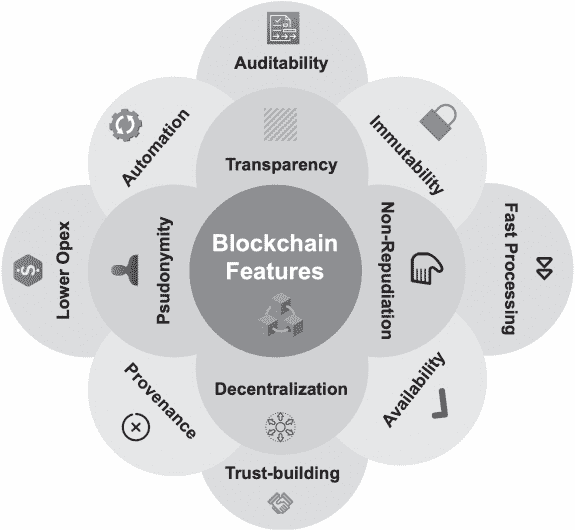 Auditability
Automation
Transparency
Immutability
Lower Opex
Psudonymity
Blockchain
Features
Non-Repudiation
Fast Processing
Provenance
Decentralization
Availability
Trust-building